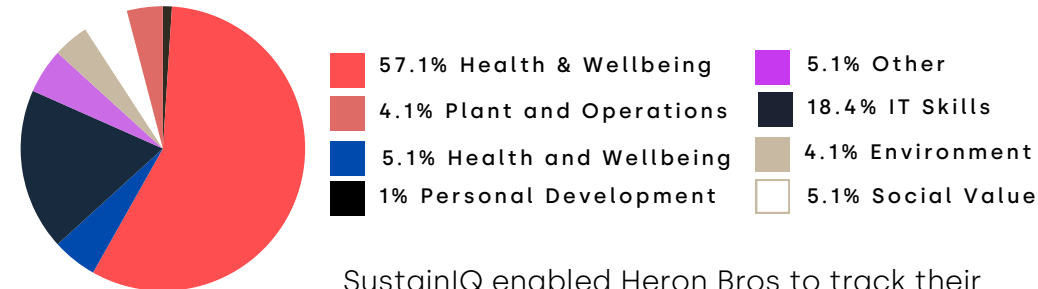 57.1% Health & Wellbeing
4.1% Plant and Operations
5.1% Health and Wellbeing
1% Personal Development
5.1% Other
18.4% IT Skills
4.1% Environment
5.1% Social Value
SustainIQ enabled Heron Bros to track their